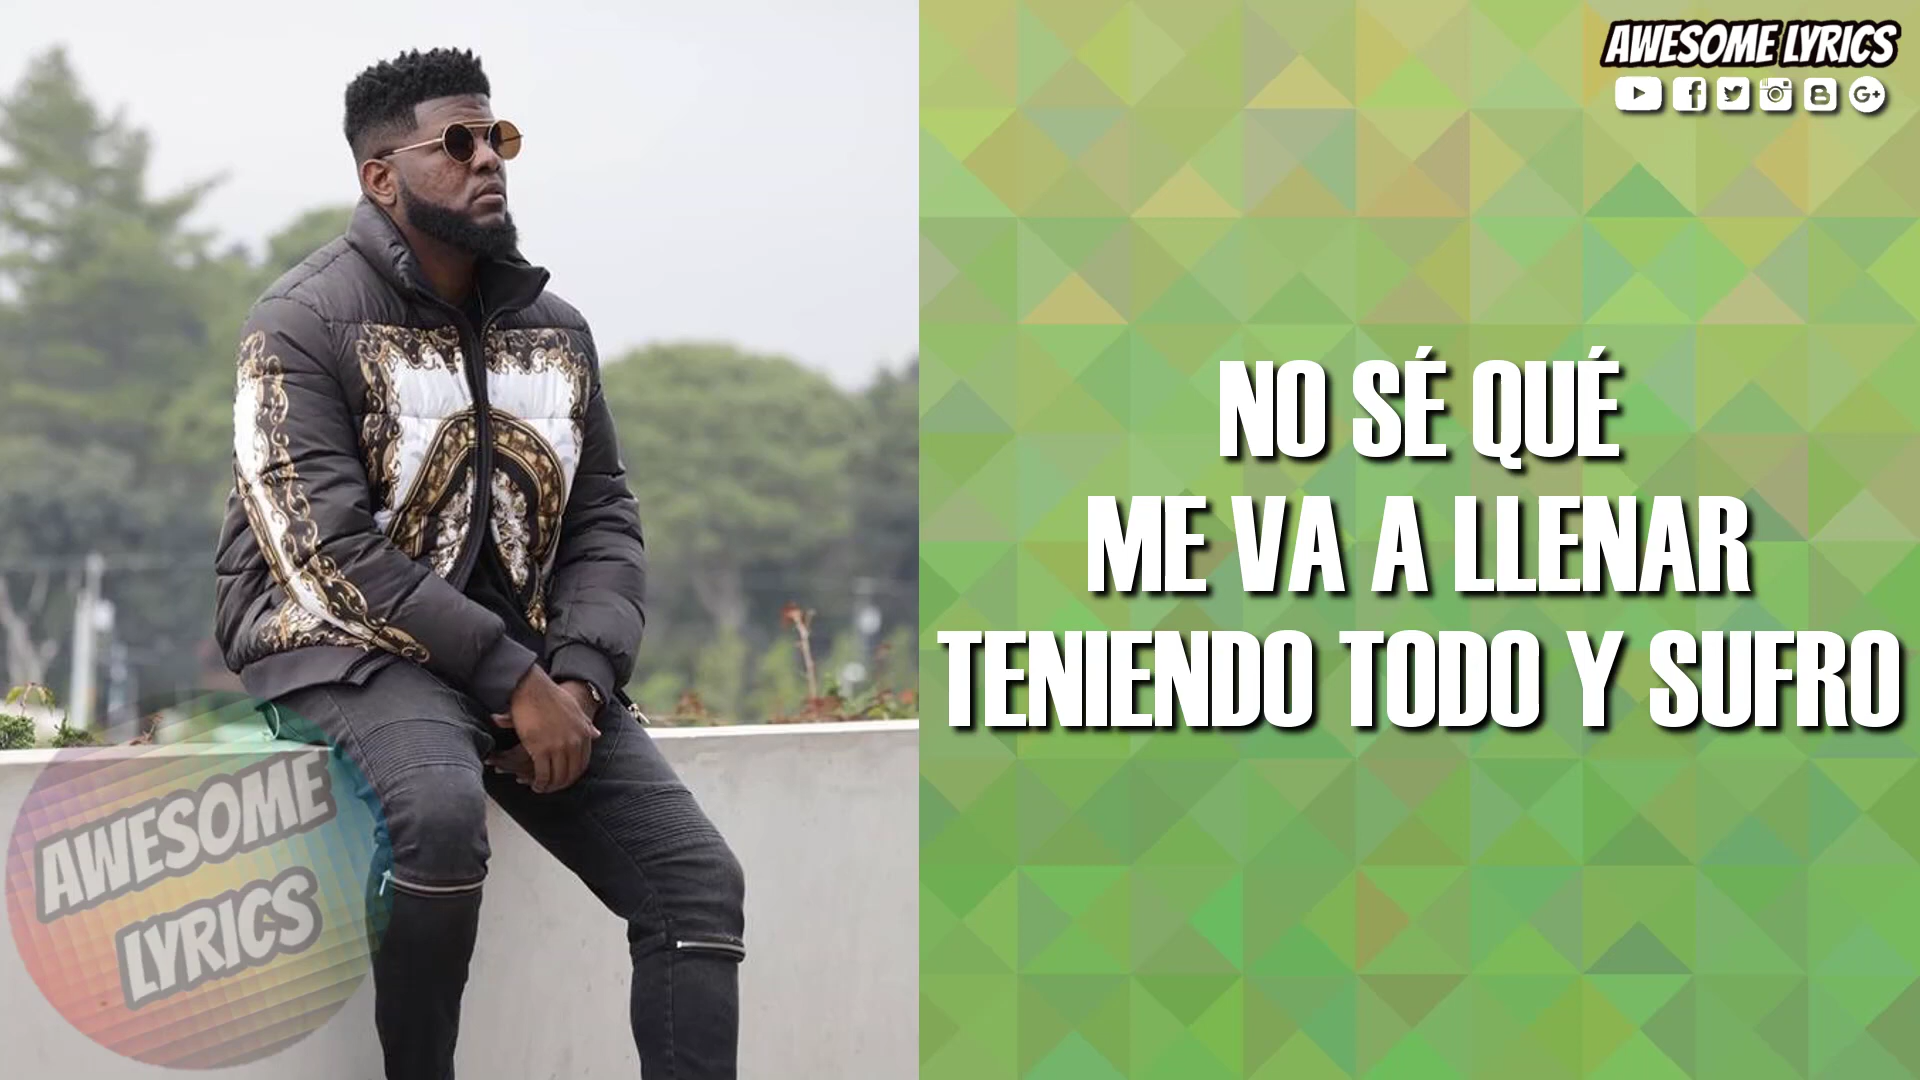 AWESOME LYRICS
NO SÉ QUÉ
ME VA A LLENAR
TENIENDO TODO Y SUFRO
AWESOME
LYRICS